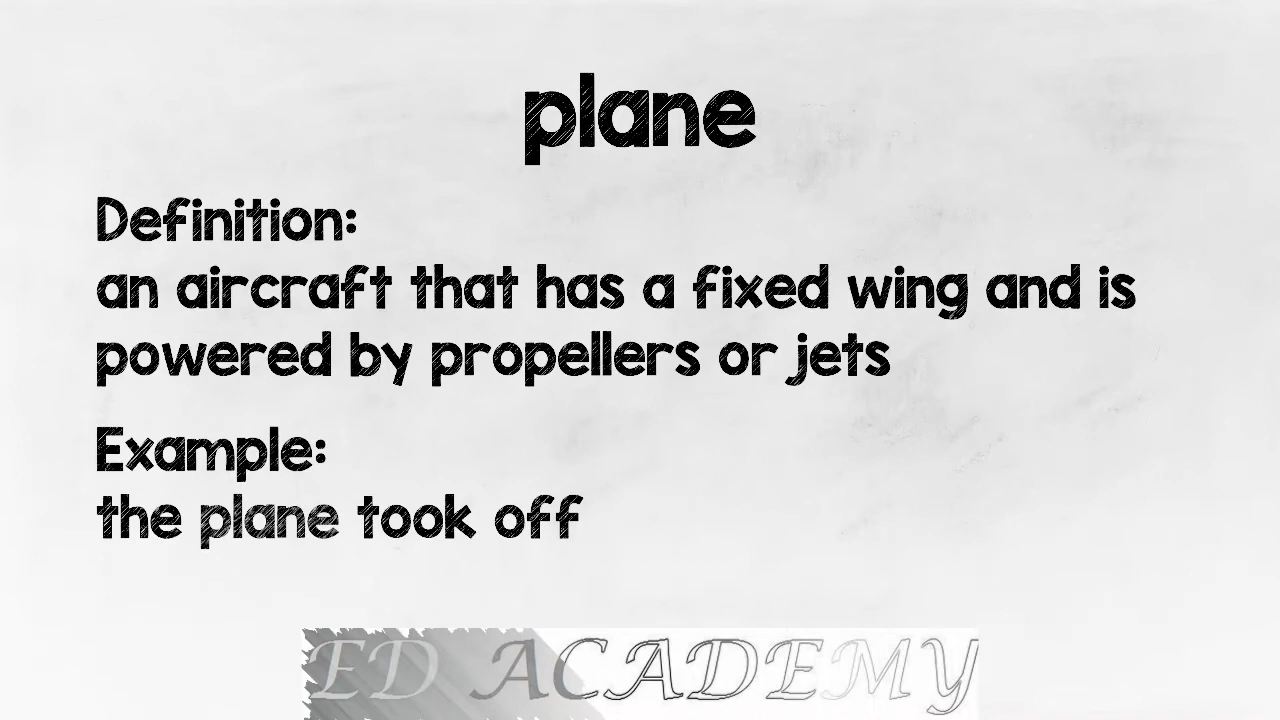 plane
Definition:
an aircraft that has a fixed wing and is
powered by propellers or jets
Example:
the plane took off
ED ACADEMY